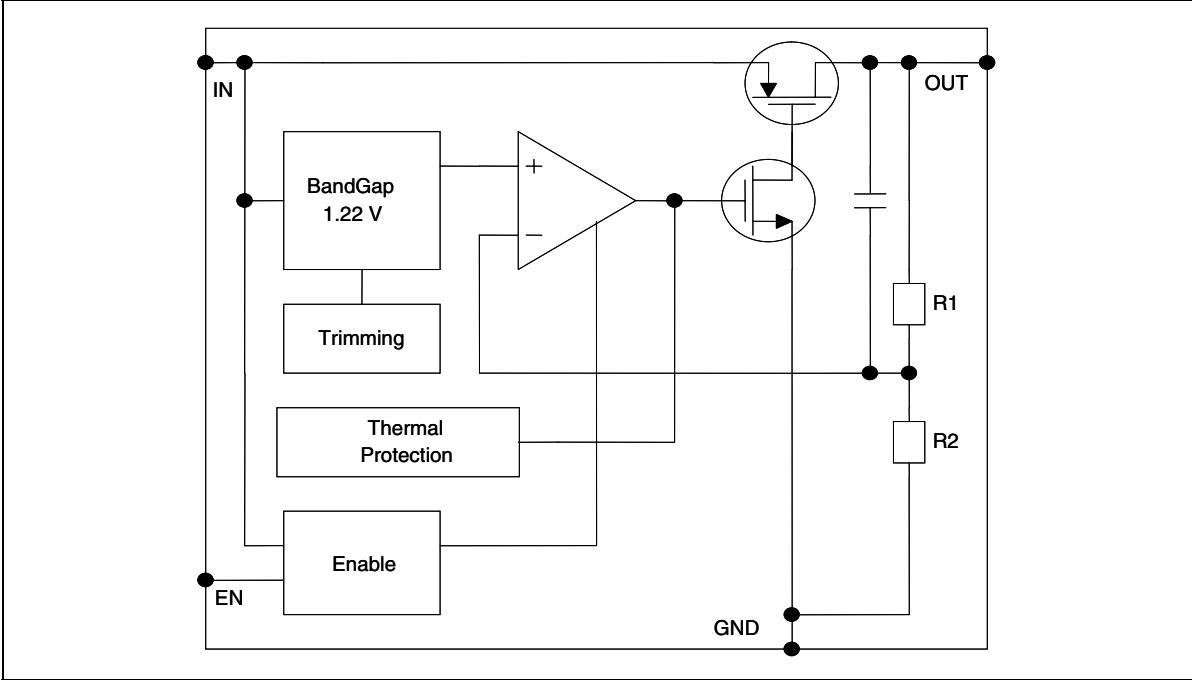 IN
OUT
BandGap
1.22 V
+
−
Trimming
R1
Thermal
Protection
R2
Enable
EN
GND